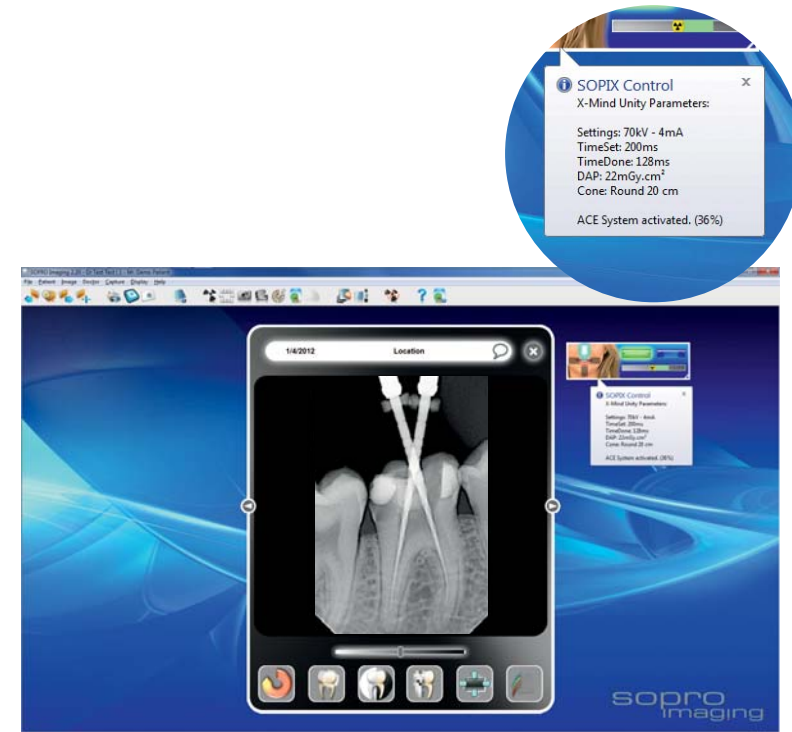 SOPIX Control
x
X-Mind Unity Parameters:
Settings: 70kV - 4mA
TimeSet: 200ms
TimeDone: 128ms
DAP: 22mGy.cm²
Cone: Round 20 cm
ACE System activated. (36%)
File Patient Image Capture Display Help
1/4/2012 Location
SOPIX Control
x
X-Mind Unity Parameters:
Settings: 70kV - 4mA
TimeSet: 200ms
TimeDone: 128ms
DAP: 22mGy.cm²
Cone: Round 20 cm
ACE System activated. (36%)
sopro
imaging